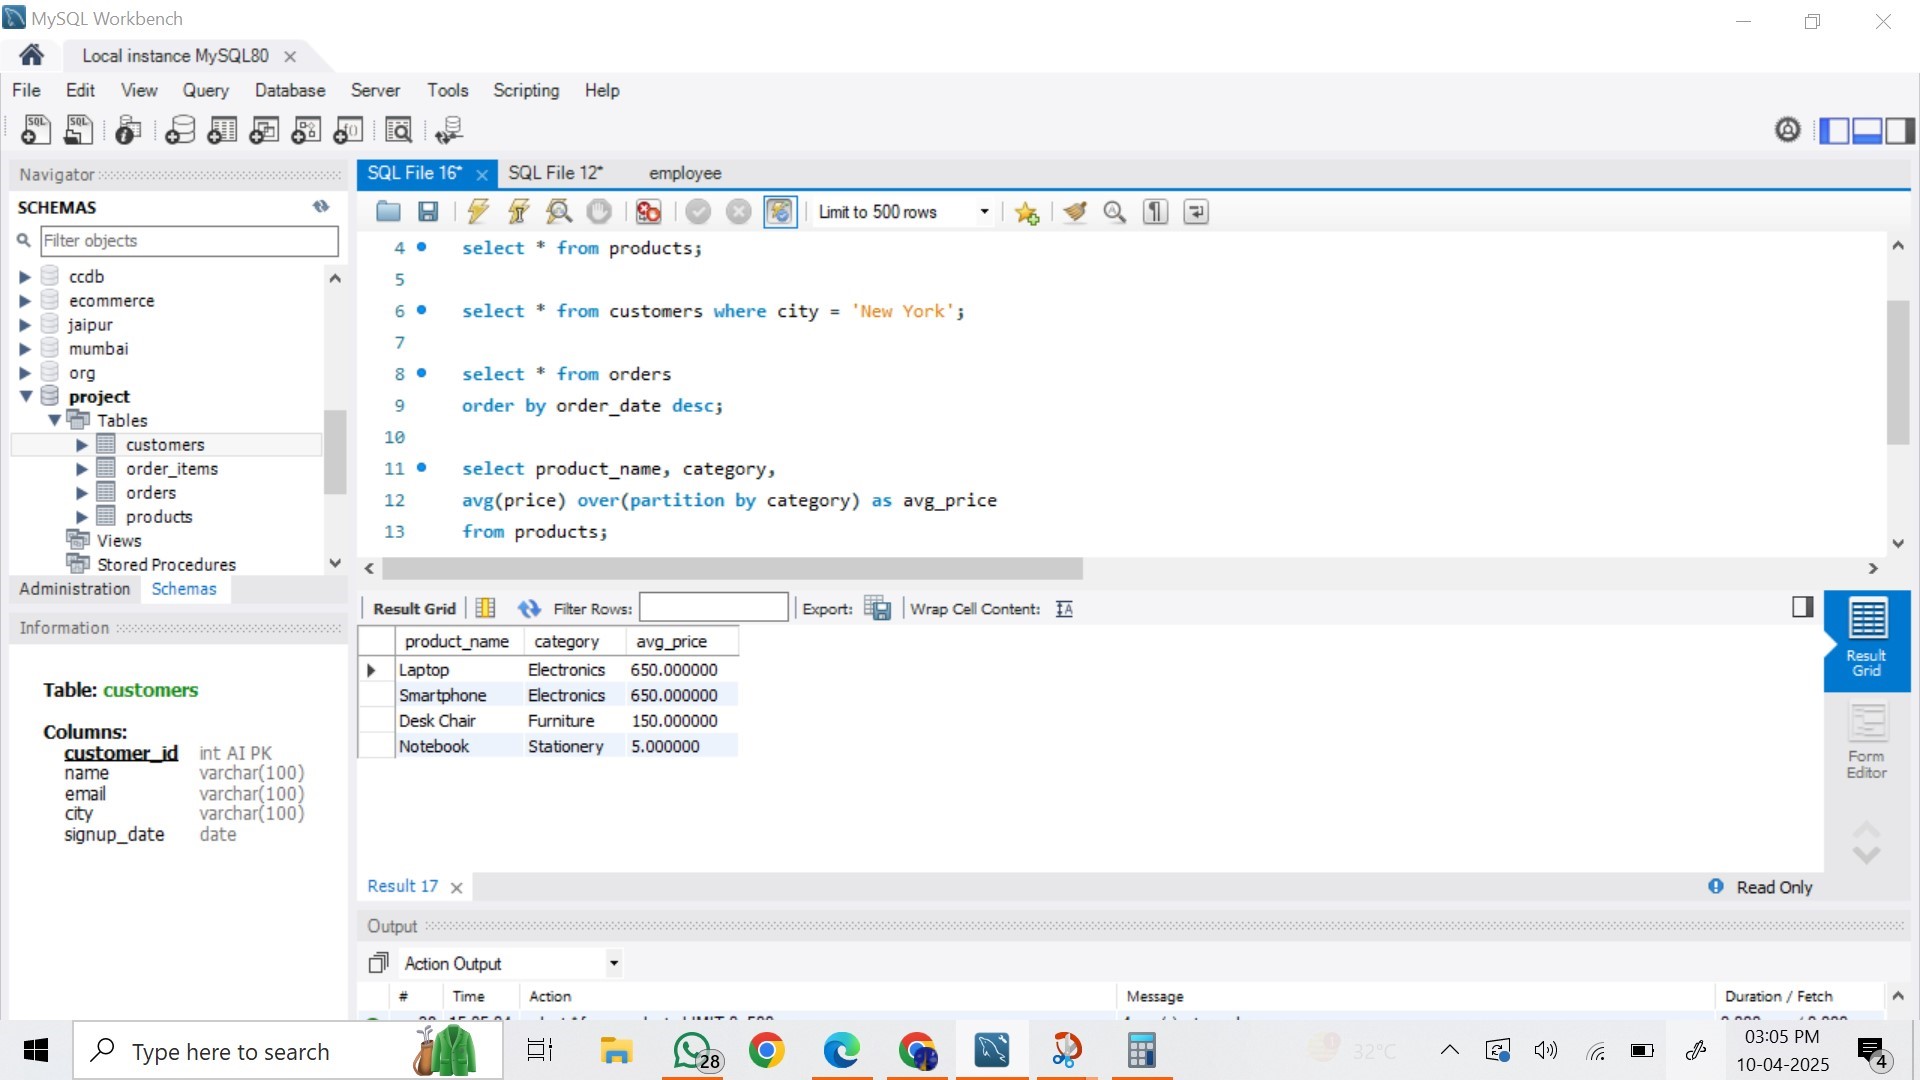 MySQL Workbench
Local instance MySQL80
File Edit View Query Database Server Tools Scripting Help
Navigator
SCHEMAS
Filter objects
ccdb
ecommerce
jaipur
mumbai
org
project
Tables
customers
order_items
orders
products
Views
Stored Procedures
Administration Schemas
Information
Table: customers
Columns:
customer_id int AI PK
name varchar(100)
email varchar(100)
city varchar(100)
signup_date date
SQL File 16* SQL File 12* employee
Limit to 500 rows
4 select * from products;
5
6 select * from customers where city = 'New York';
7
8 select * from orders
9 order by order_date desc;
10
11 select product_name, category,
12 avg(price) over(partition by category) as avg_price
13 from products;
Result Grid Filter Rows: Export: Wrap Cell Content:
product_name category avg_price
Laptop Electronics 650.000000
Smartphone Electronics 650.000000
Desk Chair Furniture 150.000000
Notebook Stationery 5.000000
Result Grid
Form Editor
Result 17
Read Only
Output
Action Output
# Time Action Message Duration / Fetch
Type here to search
28
32°C
03:05 PM
10-04-2025
4